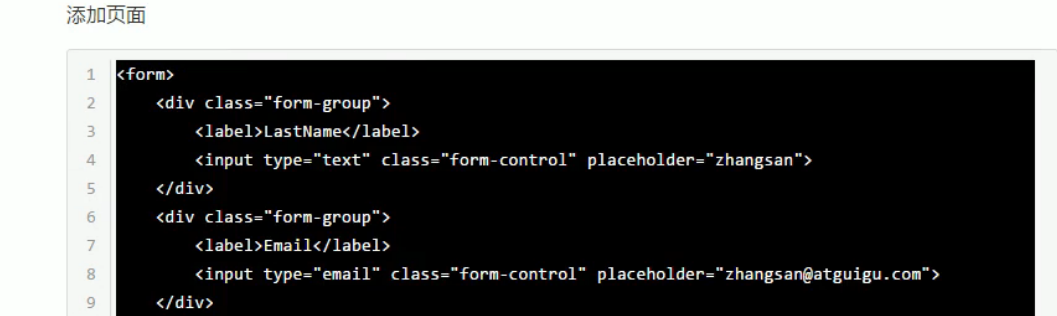 添加页面
1 <form>
2     <div class="form-group">
3         <label>LastName</label>
4         <input type="text" class="form-control" placeholder="zhangsan">
5     </div>
6     <div class="form-group">
7         <label>Email</label>
8         <input type="email" class="form-control" placeholder="zhangsan@atguigu.com">
9     </div>